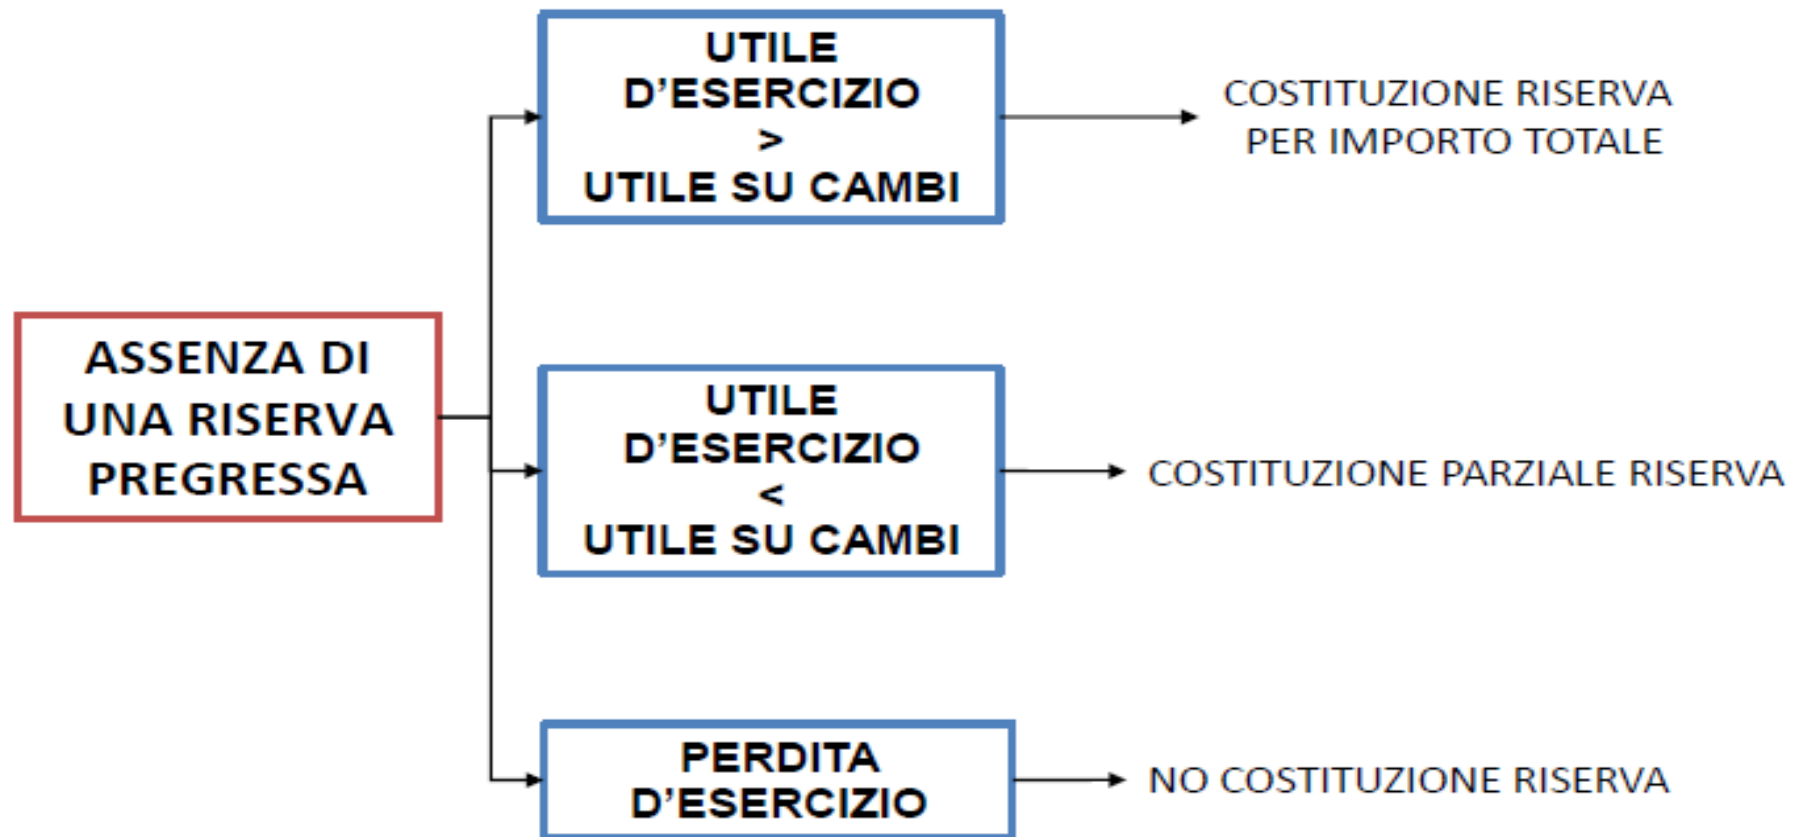 ASSENZA DI
UNA RISERVA
PREGRESSA
UTILE
D’ESERCIZIO
>
UTILE SU CAMBI
COSTITUZIONE RISERVA
PER IMPORTO TOTALE
UTILE
D’ESERCIZIO
<
UTILE SU CAMBI
COSTITUZIONE PARZIALE RISERVA
PERDITA
D’ESERCIZIO
NO COSTITUZIONE RISERVA